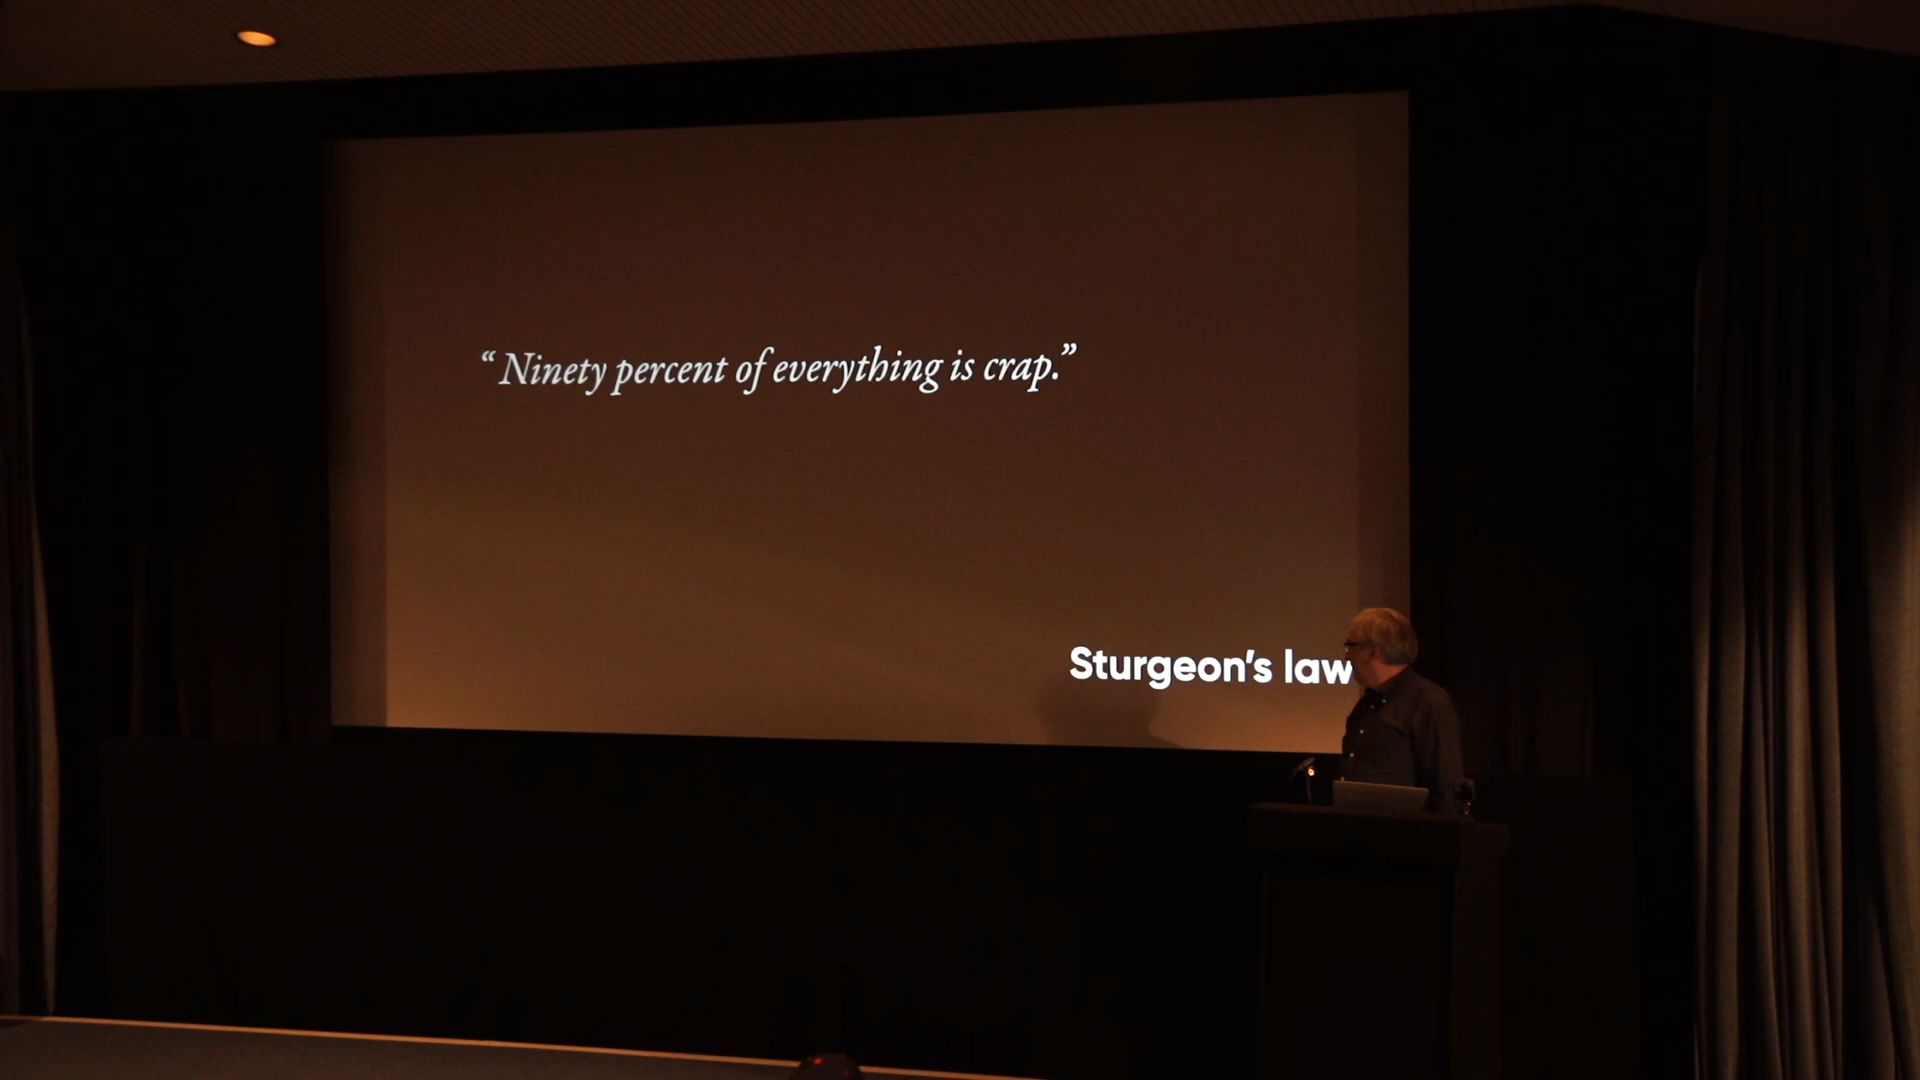 “ Ninety percent of everything is crap.”
Sturgeon’s law